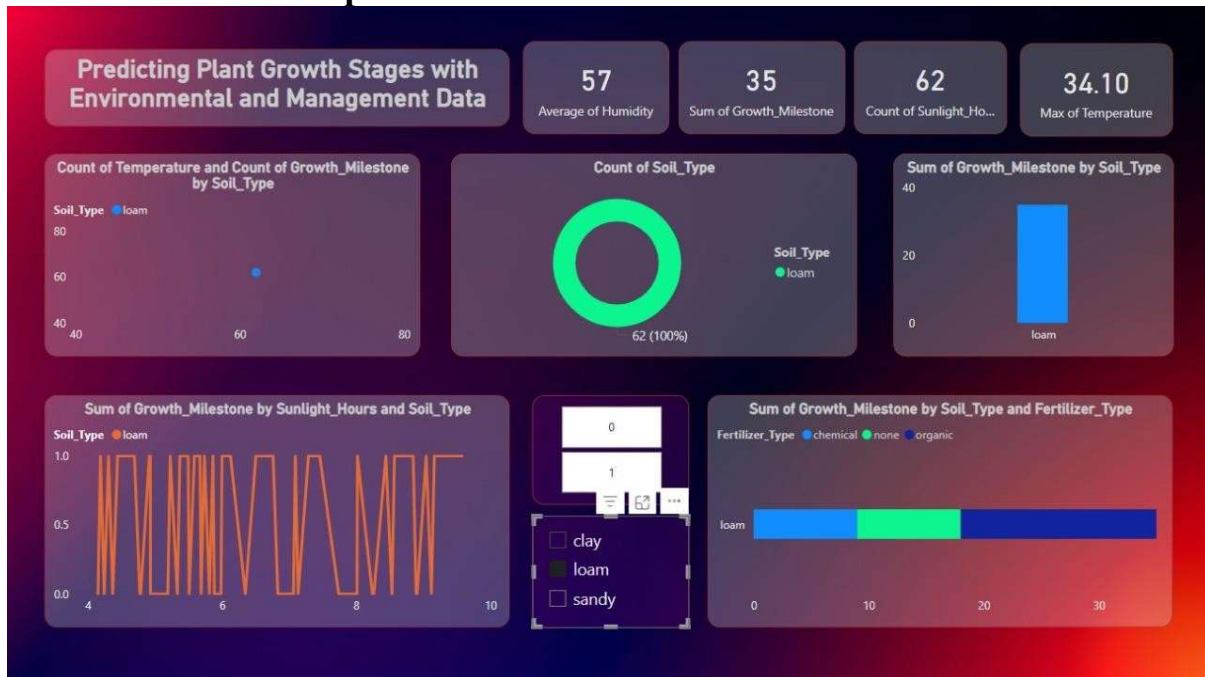 Predicting Plant Growth Stages with
Environmental and Management Data
57
Average of Humidity
35
Sum of Growth_Milestone
62
Count of Sunlight_Ho...
34.10
Max of Temperature
Count of Temperature and Count of Growth_Milestone
by Soil_Type
Soil_Type loam
80
60
40
40 60 80
Count of Soil_Type
Soil_Type
loam
62 (100%)
Sum of Growth_Milestone by Soil_Type
40
20
0
loam
Sum of Growth_Milestone by Sunlight_Hours and Soil_Type
Soil_Type loam
1.0
0.5
0.0
4 6 8 10
0
1
clay
loam
sandy
Sum of Growth_Milestone by Soil_Type and Fertilizer_Type
Fertilizer_Type chemical none organic
loam
0 10 20 30